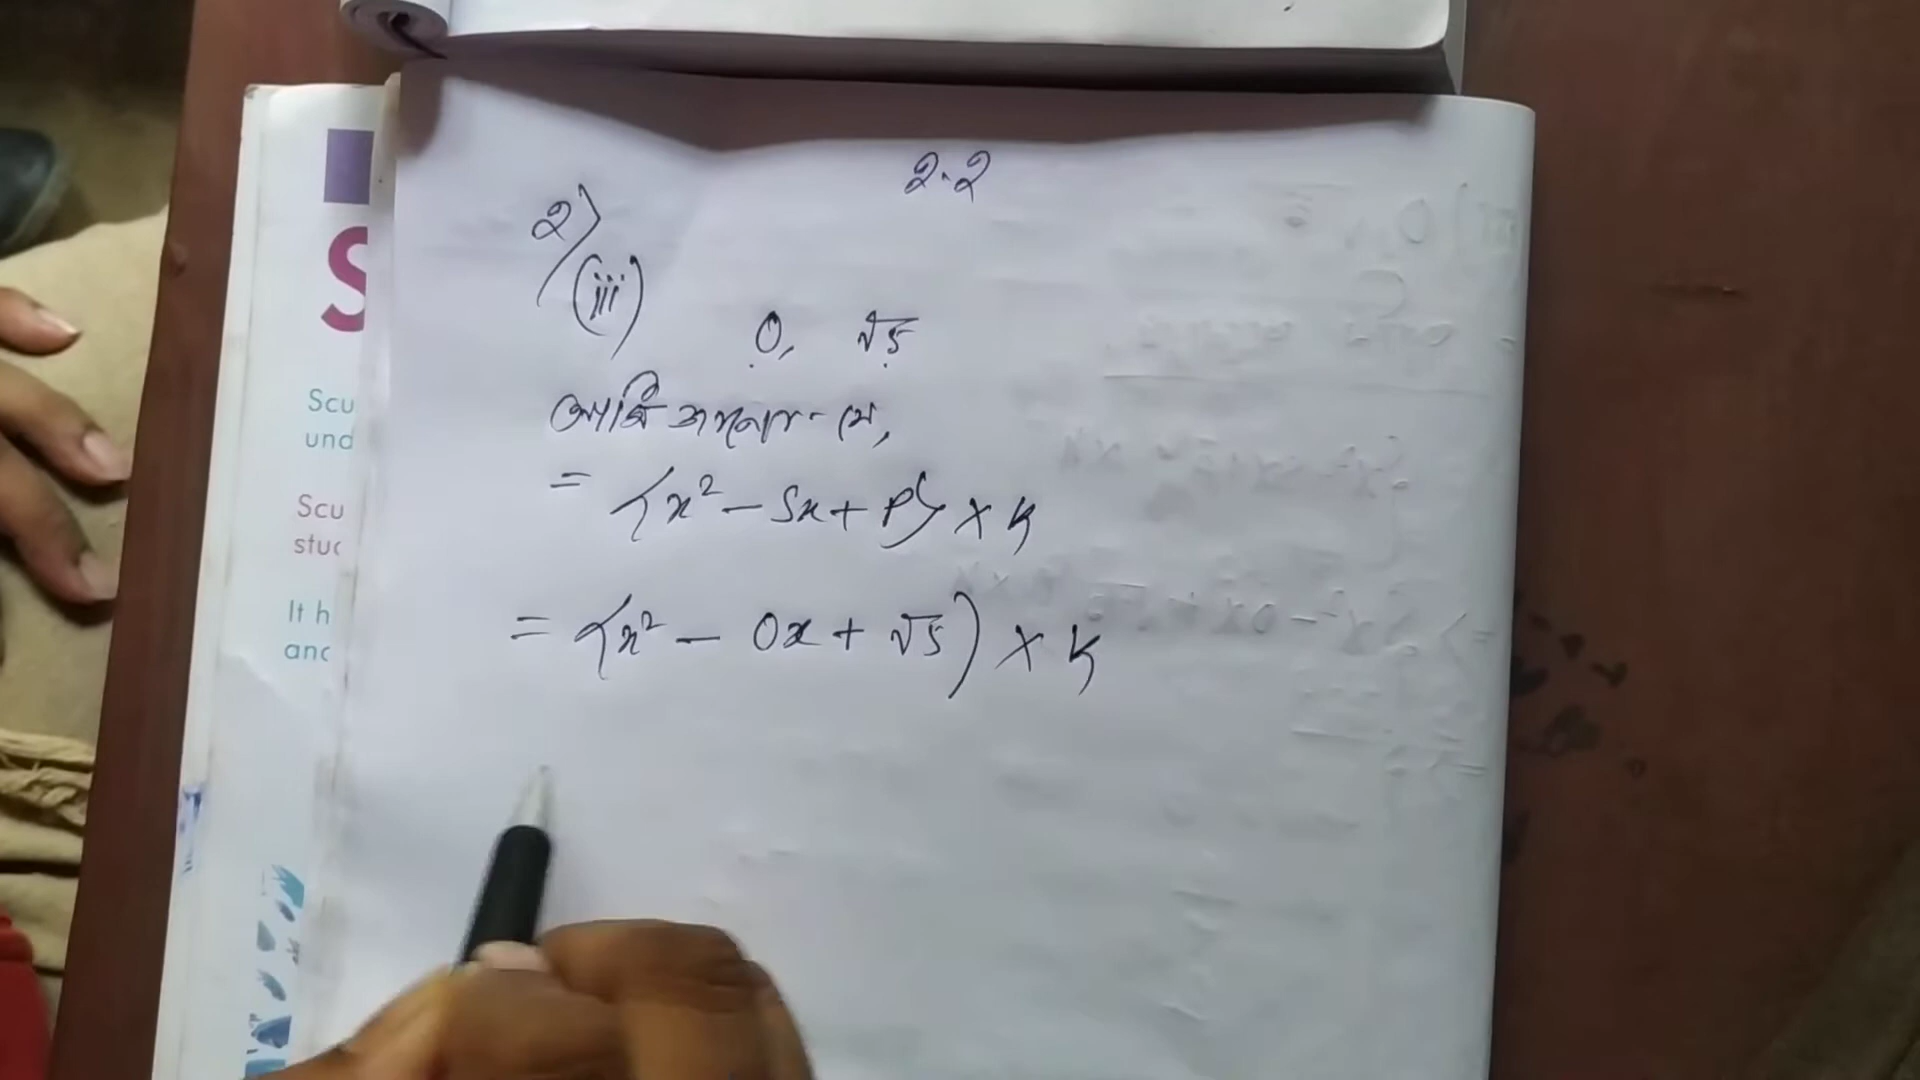 2.2
2)
(iii)
0, √5
আমি জানো যে,
= {x² - Sx + P} × K
= {x² - 0x + √5) × K
S
Scu
und
Scu
stuc
It h
anc